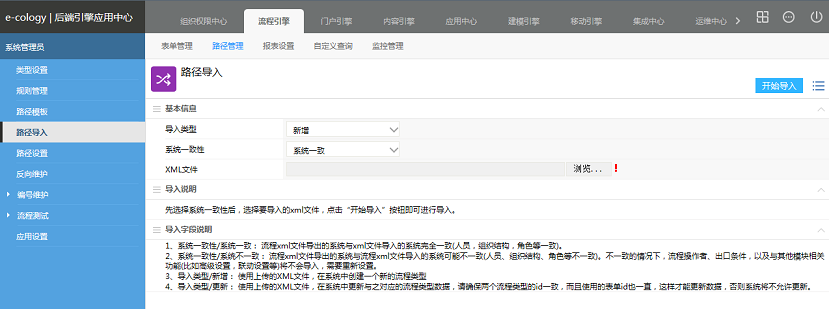 e-cology | 后端引擎应用中心
组织权限中心 流程引擎 门户引擎 内容引擎 应用中心 建模引擎 移动引擎 集成中心 运维中心
系统管理员
表单管理 路径管理 报表设置 自定义查询 监控管理
类型设置
规则管理
路径模板
路径导入
路径设置
反向维护
编号维护
流程测试
应用设置
路径导入
开始导入
基本信息
导入类型 新增
系统一致性 系统一致
XML文件 浏览... !
导入说明
先选择系统一致性后，选择要导入的xml文件，点击“开始导入”按钮即可进行导入。
导入字段说明
1、系统一致性/系统一致：流程xml文件导出的系统与xml文件导入的系统完全一致(人员，组织结构，角色等一致)。
2、系统一致性/系统不一致：流程xml文件导出的系统与流程xml文件导入的系统可能不一致(人员、组织结构、角色等不一致)。不一致的情况下，流程操作者、出口条件，以及与其他模块相关
功能(比如高级设置，联动设置等)将不会导入，需要重新设置。
3、导入类型/新增：使用上传的XML文件，在系统中创建一个新的流程类型
4、导入类型/更新：使用上传的XML文件，在系统中更新与之对应的流程类型数据，请确保两个流程类型的id一致，而且使用的表单id也一直，这样才能更新数据，否则系统将不允许更新。